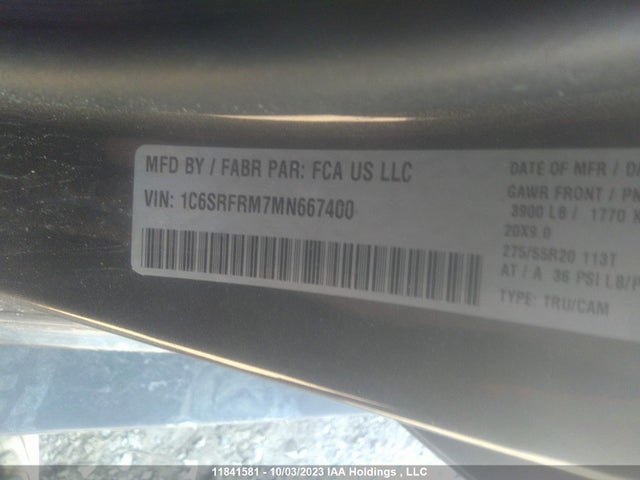 MFD BY / FABR PAR: FCA US LLC
VIN: 1C6SRFRM7MN667400
DATE OF MFR /
GAWR FRONT /
3900 LB / 1770
20X9.0
275/55R20 113T
AT / A 36 PSI LB/
TYPE: TRU/CAM
11841581 - 10/03/2023 IAA Holdings , LLC